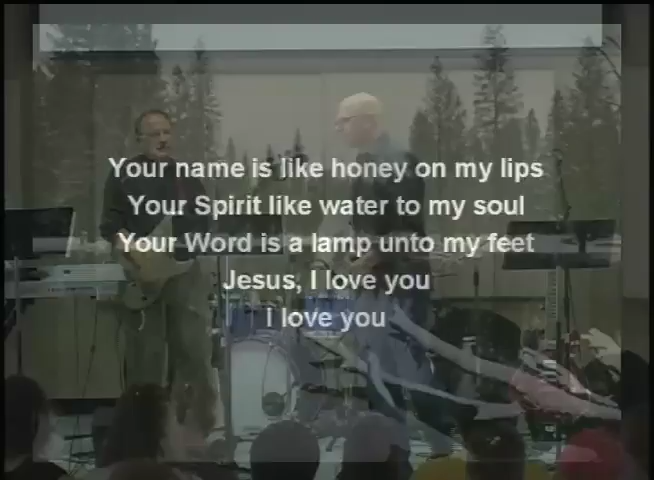 Your name is like honey on my lips
Your Spirit like water to my soul
Your Word is a lamp unto my feet
Jesus, I love you
I love you